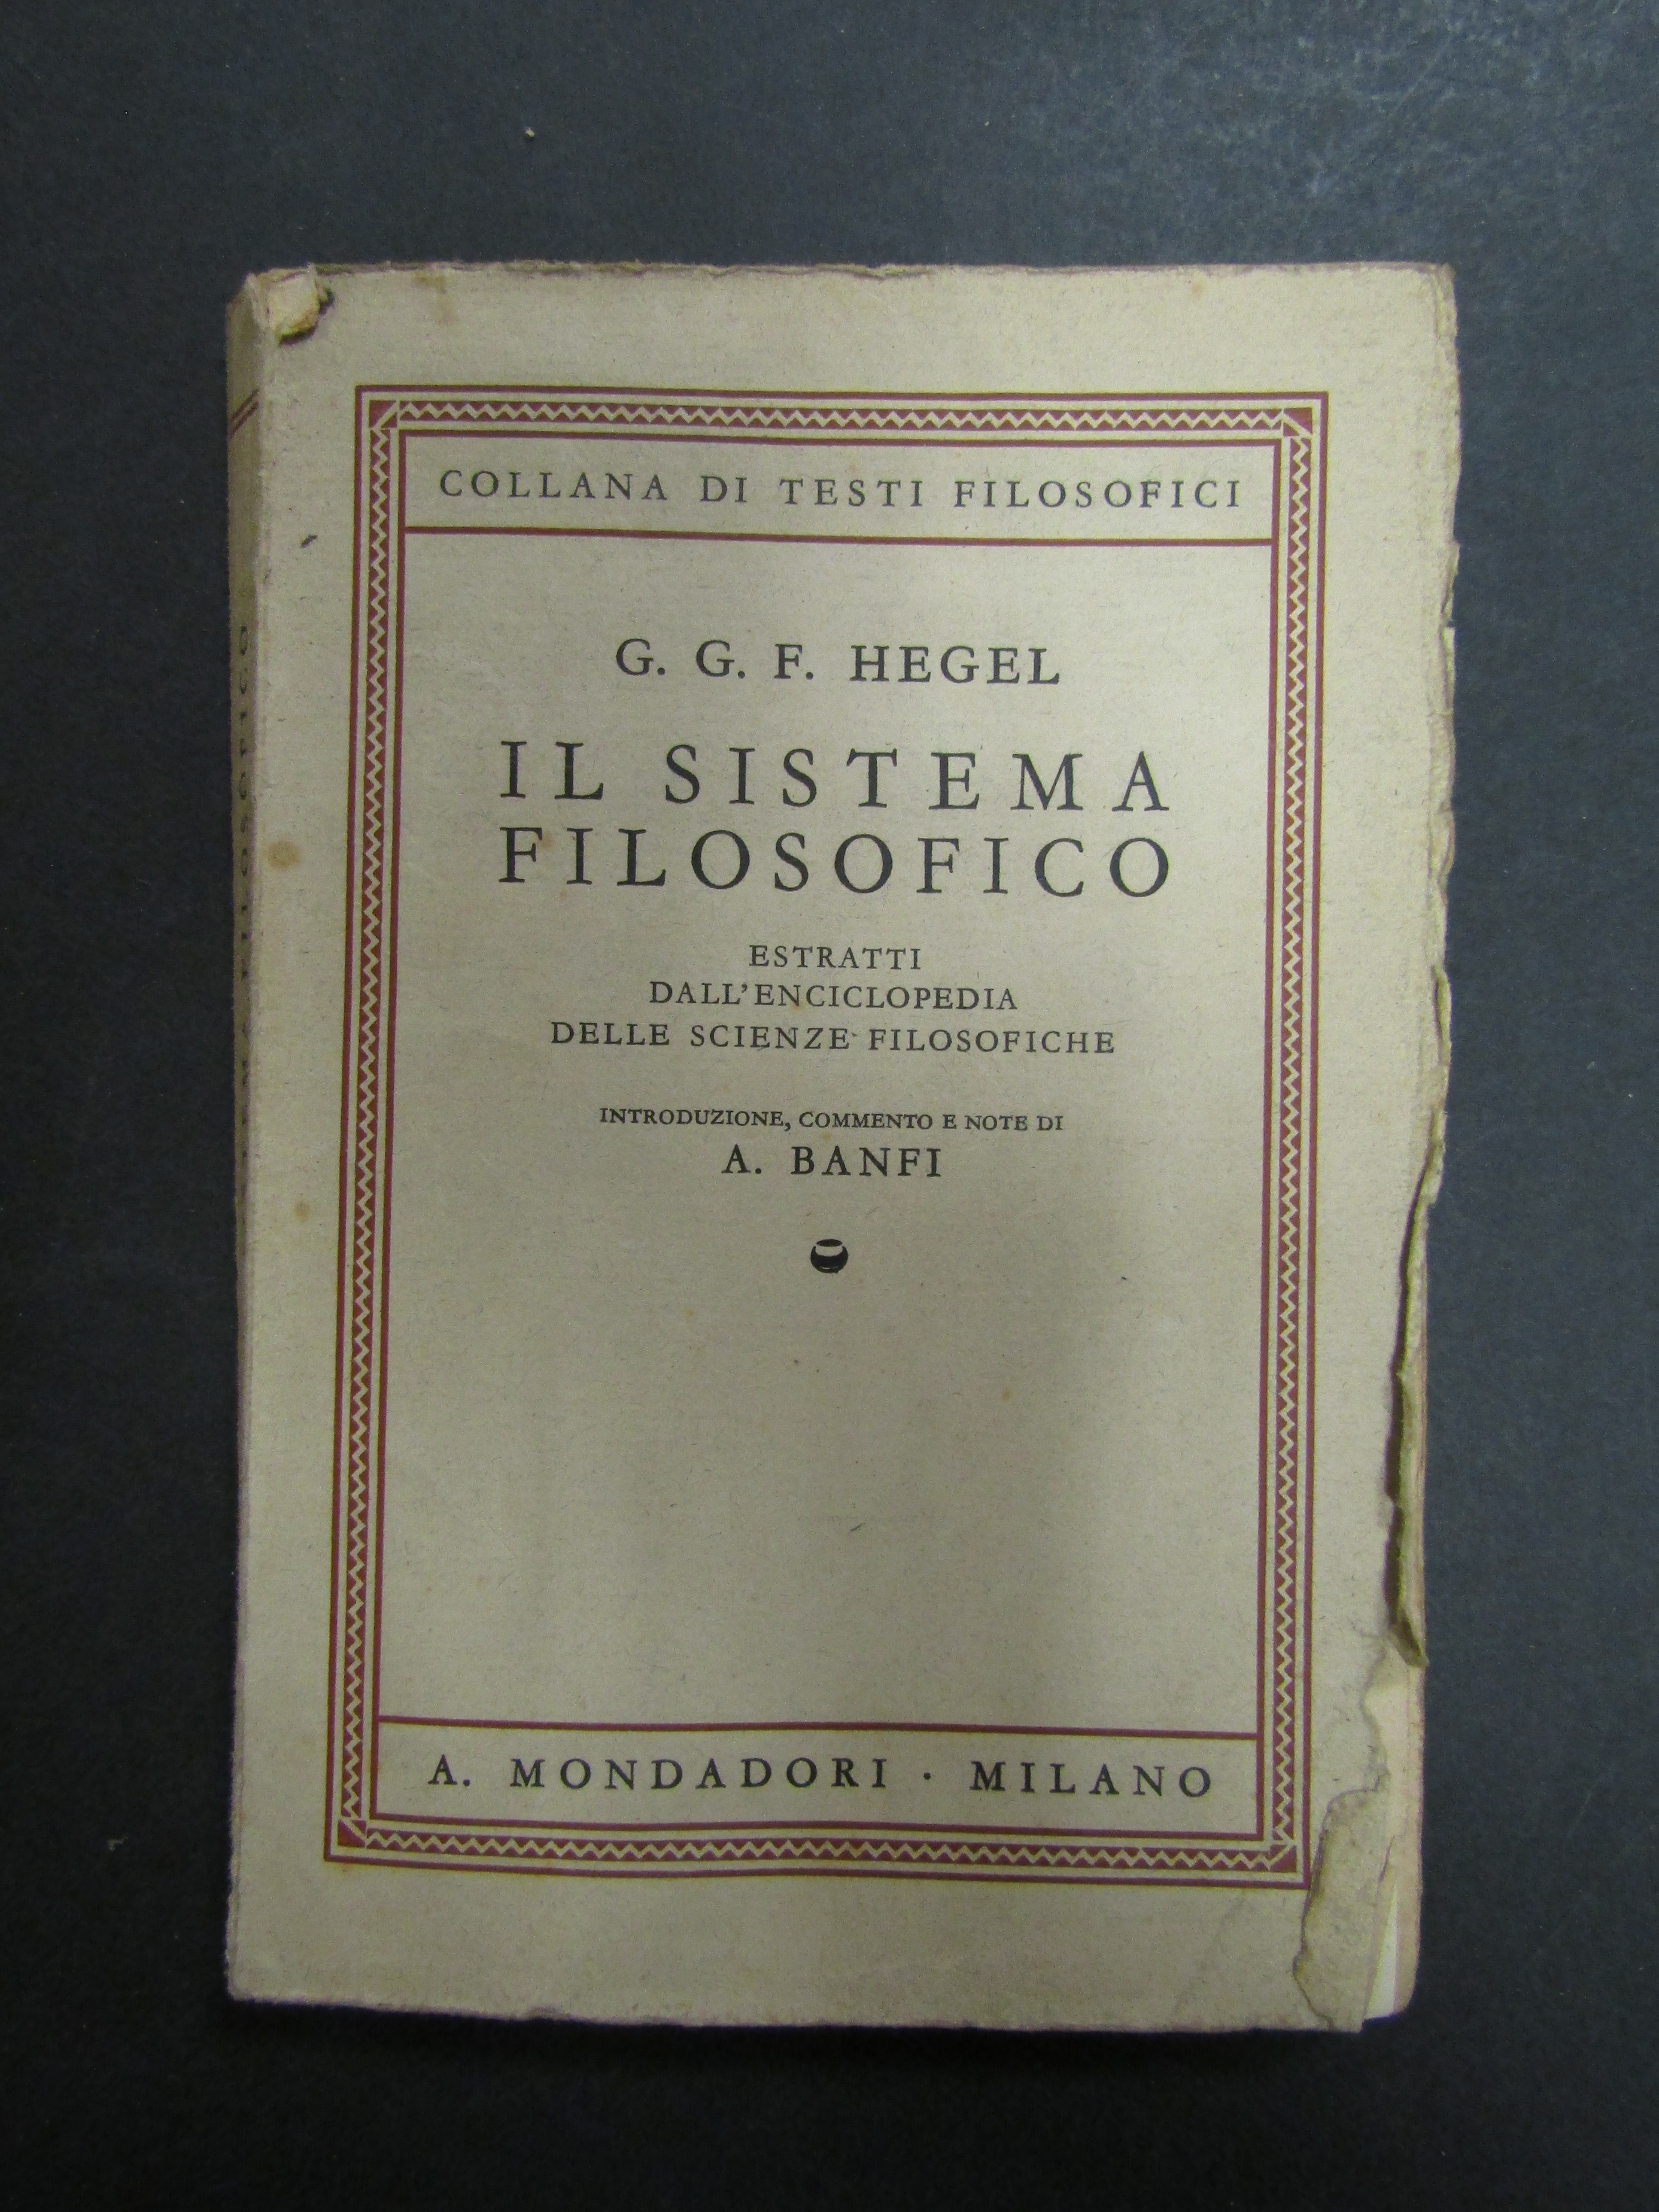 COLLANA DI TESTI FILOSOFICI
G. G. F. HEGEL
IL SISTEMA
FILOSOFICO
ESTRATTI
DALL'ENCICLOPEDIA
DELLE SCIENZE FILOSOFICHE
INTRODUZIONE, COMMENTO E NOTE DI
A. BANFI
A. MONDADORI · MILANO
FILOSOFICO